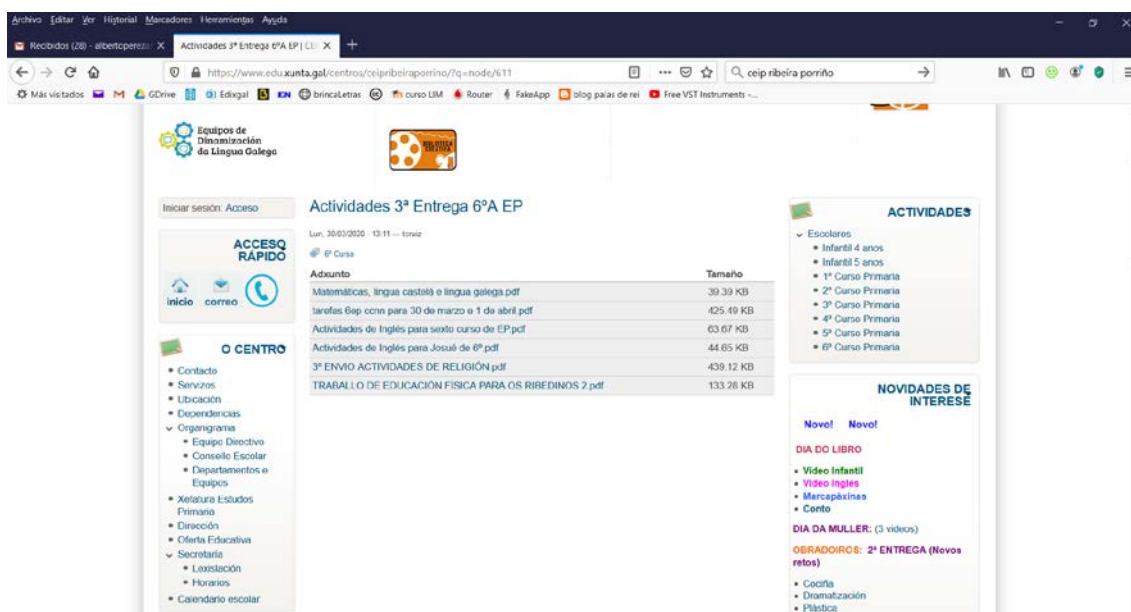 Archivo Editar Ver Historial Marcadores Herramientas Ayuda
Recibidos (28) - albertoperez
Actividades 3ª Entrega 6ºA EP | CEI
https://www.edu.xunta.gal/centros/ceipribeiraporrino/?q=node/611
ceip ribeira porriño
Más visitados
GDrive
Edixgal
brincaLetras
curso LIM
Router
FakeApp
blog palas de rei
Free VST Instruments -...
Equipos de
Dinamización
da Lingua Galega
BIBLIOTECA
CREATIVA
Iniciar sesión: Acceso
ACCESO
RÁPIDO
inicio correo
O CENTRO
Contacto
Servizos
Ubicación
Dependencias
Organigrama
Equipo Directivo
Consello Escolar
Departamentos e
Equipos
Xefatura Estudos
Primaria
Dirección
Oferta Educativa
Secretaría
Lexislación
Horarios
Calendario escolar
Actividades 3ª Entrega 6ºA EP
Lun, 30/03/2020 - 13:11 —
6º Curso
Adxunto Tamaño
Matemáticas, lingua castelá e lingua galega.pdf 39.39 KB
tarefas 6ep ccnn para 30 de marzo e 1 de abril.pdf 425.49 KB
Actividades de Inglés para sexto curso de EP.pdf 63.67 KB
Actividades de Inglés para Josué de 6º.pdf 44.65 KB
3º ENVIO ACTIVIDADES DE RELIGIÓN.pdf 439.12 KB
TRABALLO DE EDUCACIÓN FÍSICA PARA OS RIBEDINOS 2.pdf 133.28 KB
ACTIVIDADES
Escolares
Infantil 4 anos
Infantil 5 anos
1º Curso Primaria
2º Curso Primaria
3º Curso Primaria
4º Curso Primaria
5º Curso Primaria
6º Curso Primaria
NOVIDADES DE
INTERESE
Novo! Novo!
DIA DO LIBRO
Video Infantil
Video Inglés
Marcapáxinas
Conto
DIA DA MULLER: (3 videos)
OBRADOIROS: 2ª ENTREGA (Novos
retos)
Cociña
Dramatización
Plástica